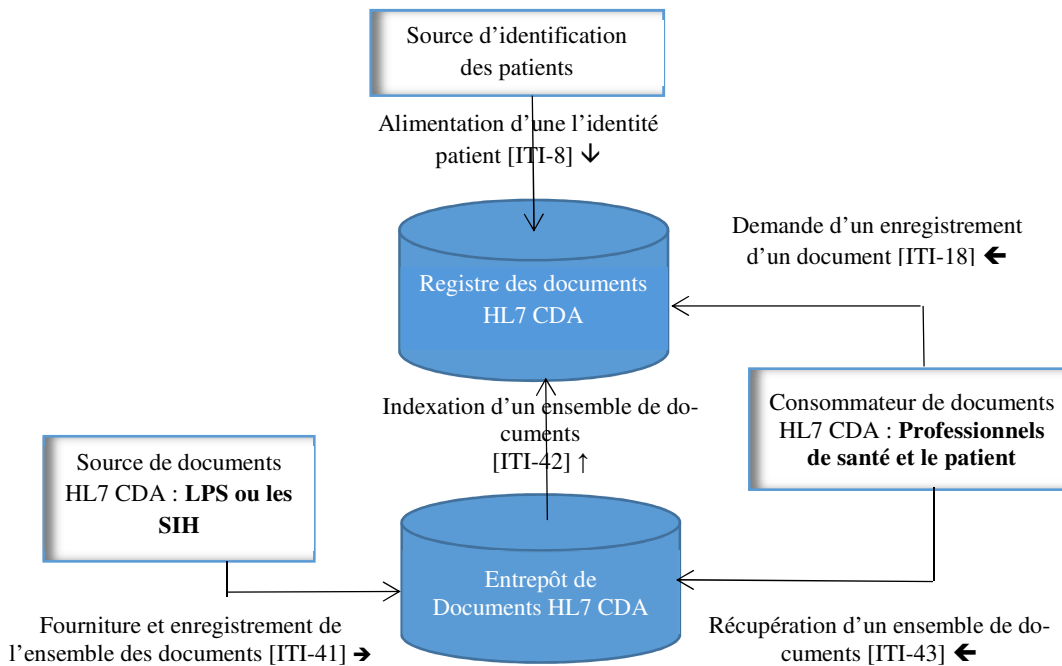 Source d'identification
des patients
Alimentation d'une l'identité
patient [ITI-8] ↓
Demande d'un enregistrement
d'un document [ITI-18] ←
Registre des documents
HL7 CDA
Indexation d'un ensemble de do-
cuments
[ITI-42] ↑
Consommateur de documents
HL7 CDA : Professionnels
de santé et le patient
Source de documents
HL7 CDA : LPS ou les
SIH
Entrepôt de
Documents HL7 CDA
Fourniture et enregistrement de
l'ensemble des documents [ITI-41] →
Récupération d'un ensemble de do-
cuments [ITI-43] ←